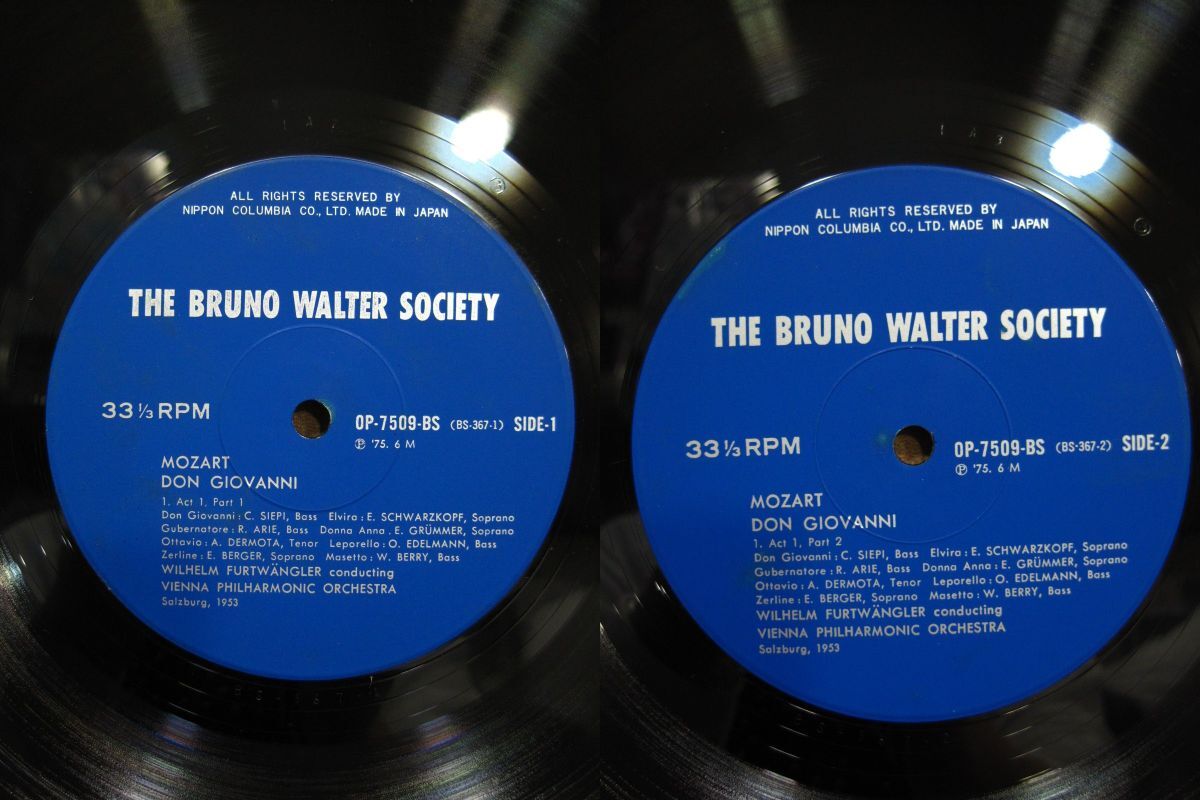 1 A 2
ALL RIGHTS RESERVED BY
NIPPON COLUMBIA CO., LTD. MADE IN JAPAN
THE BRUNO WALTER SOCIETY
33 1/3 RPM
OP-7509-BS (BS-367-1) SIDE-1
Ⓟ '75. 6 M
MOZART
DON GIOVANNI
1. Act 1, Part 1
Don Giovanni : C. SIEPI, Bass Elvira : E. SCHWARZKOPF, Soprano
Gubernatore : R. ARIE, Bass Donna Anna . E. GRÜMMER, Soprano
Ottavio : A. DERMOTA, Tenor Leporello : O. EDELMANN, Bass
Zerline : E. BERGER, Soprano Masetto : W. BERRY, Bass
WILHELM FURTWÄNGLER conducting
VIENNA PHILHARMONIC ORCHESTRA
Salzburg, 1953
1 A 3
ALL RIGHTS RESERVED BY
NIPPON COLUMBIA CO., LTD. MADE IN JAPAN
THE BRUNO WALTER SOCIETY
33 1/3 RPM
OP-7509-BS (BS-367-2) SIDE-2
Ⓟ '75. 6 M
MOZART
DON GIOVANNI
1. Act 1, Part 2
Don Giovanni : C. SIEPI, Bass Elvira : E. SCHWARZKOPF, Soprano
Gubernatore : R. ARIE, Bass Donna Anna : E. GRÜMMER, Soprano
Ottavio : A. DERMOTA, Tenor Leporello : O. EDELMANN, Bass
Zerline : E. BERGER, Soprano Masetto : W. BERRY, Bass
WILHELM FURTWÄNGLER conducting
VIENNA PHILHARMONIC ORCHESTRA
Salzburg, 1953